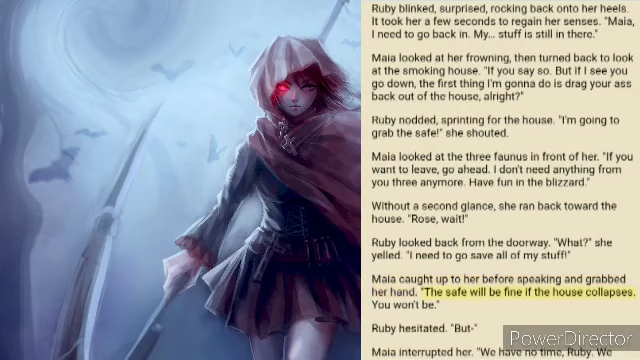 Ruby blinked, surprised, rocking back onto her heels.
It took her a few seconds to regain her senses. "Maia,
I need to go back in. My... stuff is still in there."
Maia looked at her frowning, then turned back to look
at the smoking house. "If you say so. But if I see you
go down, the first thing I'm gonna do is drag your ass
back out of the house, alright?"
Ruby nodded, sprinting for the house. "I'm going to
grab the safe!" she shouted.
Maia looked at the three faunus in front of her. "If you
want to leave, go ahead. I don't need anything from
you three anymore. Have fun in the blizzard."
Without a second glance, she ran back toward the
house. "Rose, wait!"
Ruby looked back from the doorway. "What?" she
yelled. "I need to go save all of my stuff!"
Maia caught up to her before speaking and grabbed
her hand. "The safe will be fine if the house collapses.
You won't be."
Ruby hesitated. "But-"
Maia interrupted her. "We have no time, Ruby. We
PowerDirector